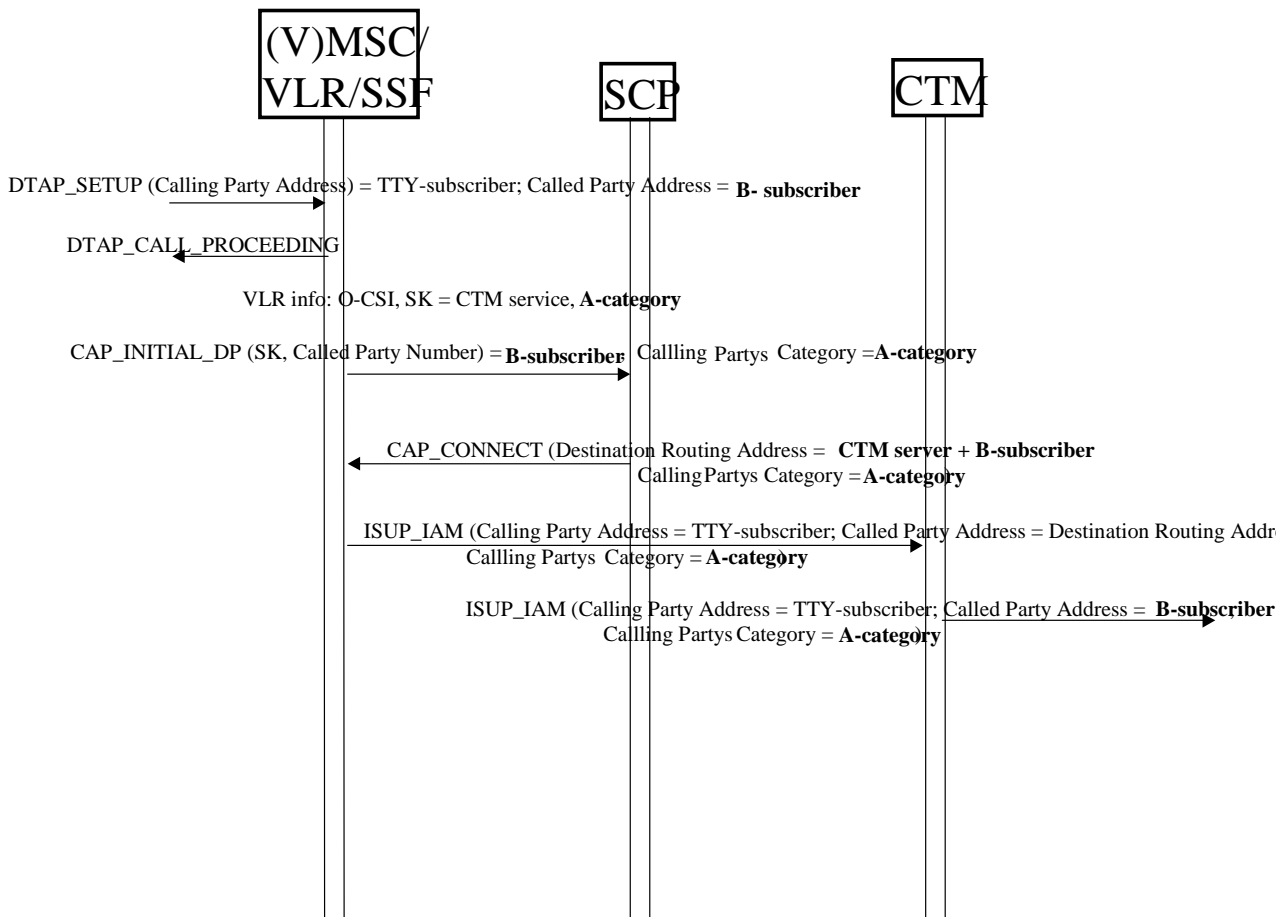 (V)MSC/
VLR/SSF
SCP
CTM
DTAP_SETUP (Calling Party Address) = TTY-subscriber; Called Party Address = B- subscriber
DTAP_CALL_PROCEEDING
VLR info: O-CSI, SK = CTM service, A-category
CAP_INITIAL_DP (SK, Called Party Number) = B-subscriber, Callling Partys Category =A-category
CAP_CONNECT (Destination Routing Address = CTM server + B-subscriber
Calling Partys Category =A-category)
ISUP_IAM (Calling Party Address = TTY-subscriber; Called Party Address = Destination Routing Addre
Callling Partys Category = A-category)
ISUP_IAM (Calling Party Address = TTY-subscriber; Called Party Address = B-subscriber;
Callling Partys Category = A-category)